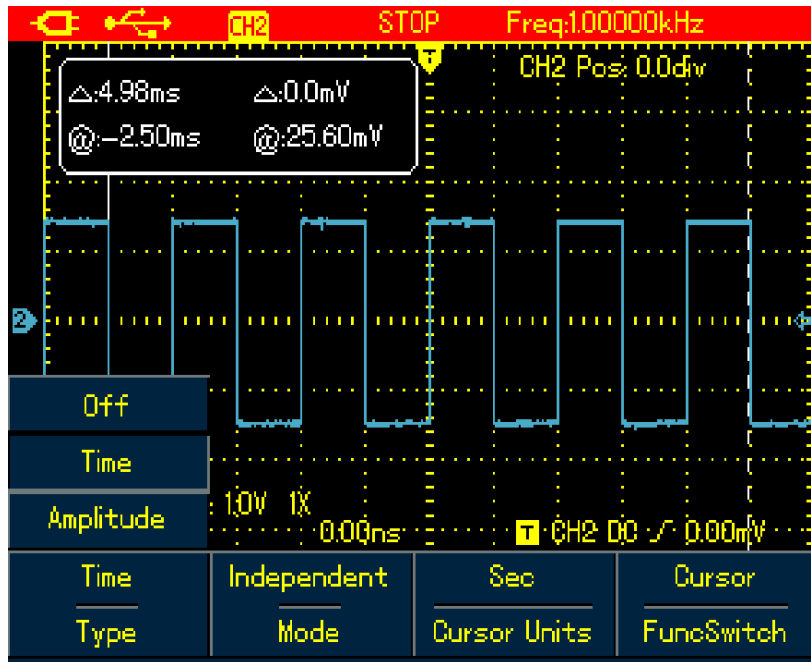 CH2 STOP Freq:1.00000kHz
T
CH2 Pos: 0.0div
△:4.98ms △:0.0mV
@:−2.50ms @:25.60mV
2
Off
Time
Amplitude
: 1.0V 1X
0.00ns T CH2 DC 0.00mV
Time Independent Sec Cursor
Type Mode Cursor Units FuncSwitch